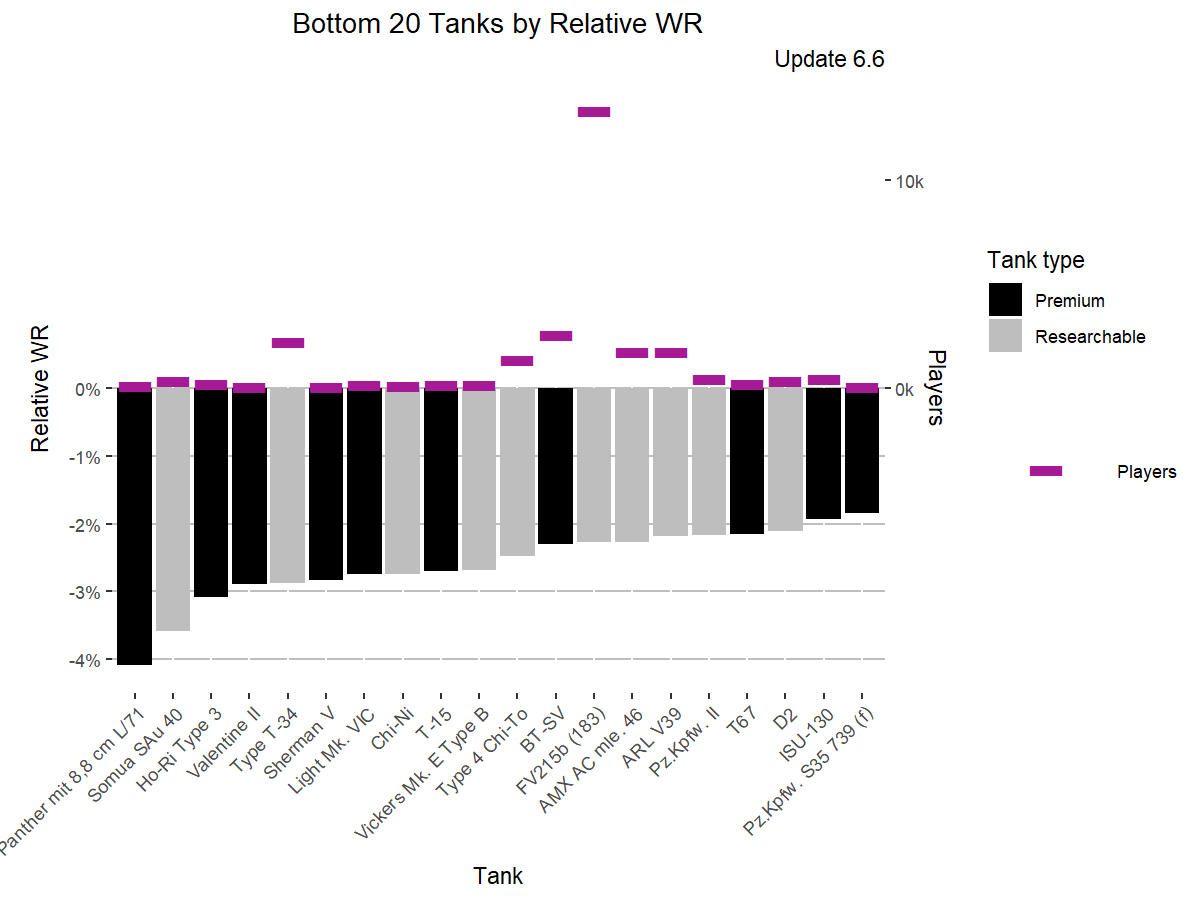 Bottom 20 Tanks by Relative WR
Update 6.6
Relative WR
0%
-1%
-2%
-3%
-4%
10k
0k
Players
Tank type
Premium
Researchable
Players
Panther mit 8,8 cm L/71
Somua SAu 40
Ho-Ri Type 3
Valentine II
Type T-34
Sherman V
Light Mk. VIC
Chi-Ni
T-15
Vickers Mk. E Type B
Type 4 Chi-To
BT-SV
FV215b (183)
AMX AC mle. 46
ARL V39
Pz.Kpfw. II
T67
D2
ISU-130
Pz.Kpfw. S35 739 (f)
Tank